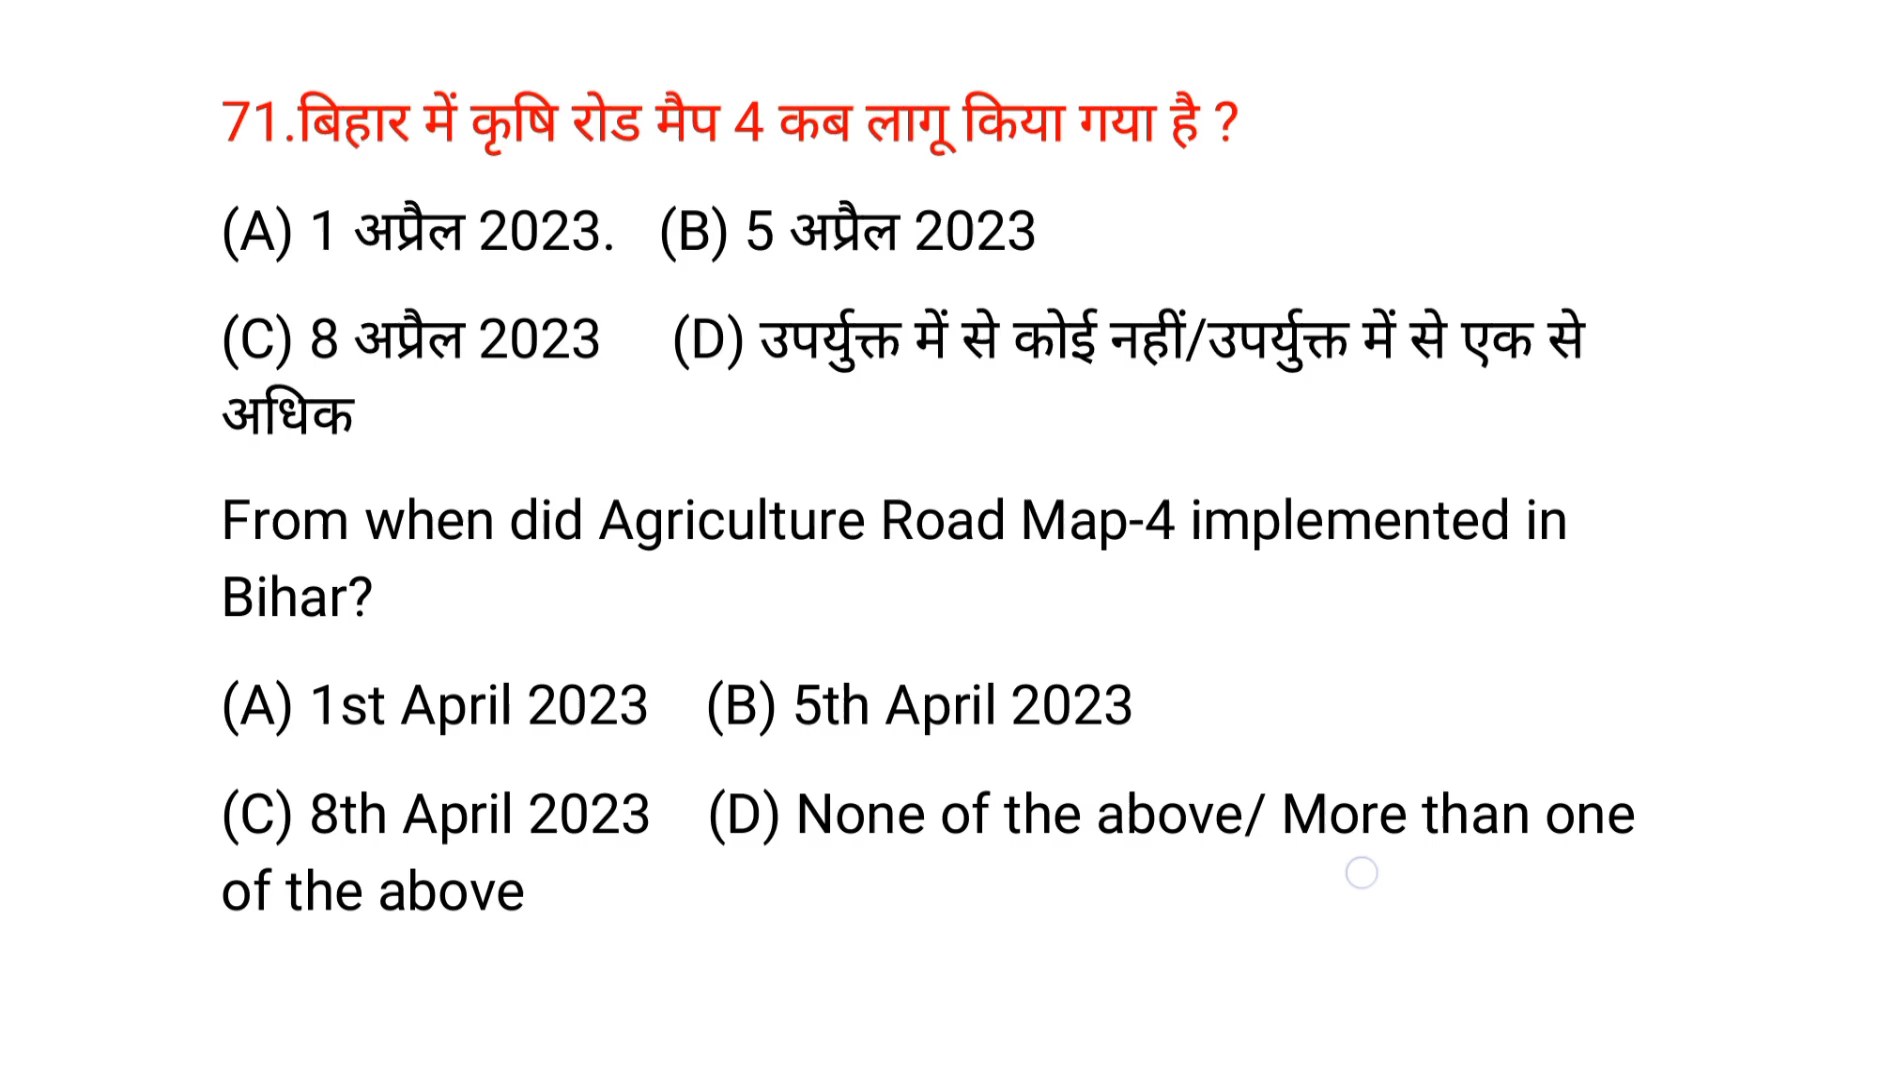 71.बिहार में कृषि रोड मैप 4 कब लागू किया गया है ?
(A) 1 अप्रैल 2023. (B) 5 अप्रैल 2023
(C) 8 अप्रैल 2023 (D) उपर्युक्त में से कोई नहीं/उपर्युक्त में से एक से
अधिक
From when did Agriculture Road Map-4 implemented in
Bihar?
(A) 1st April 2023 (B) 5th April 2023
(C) 8th April 2023 (D) None of the above/ More than one
of the above